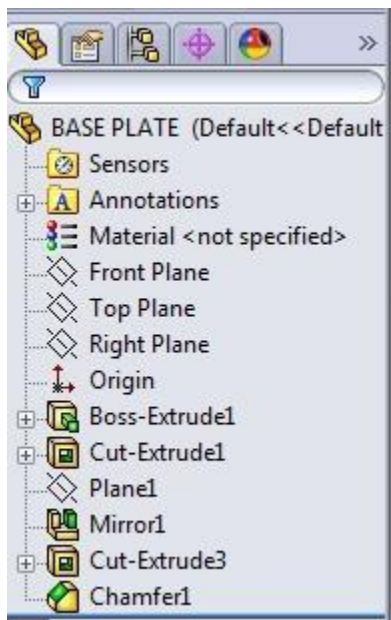 »
BASE PLATE (Default<<Default
Sensors
Annotations
Material <not specified>
Front Plane
Top Plane
Right Plane
Origin
Boss-Extrude1
Cut-Extrude1
Plane1
Mirror1
Cut-Extrude3
Chamfer1